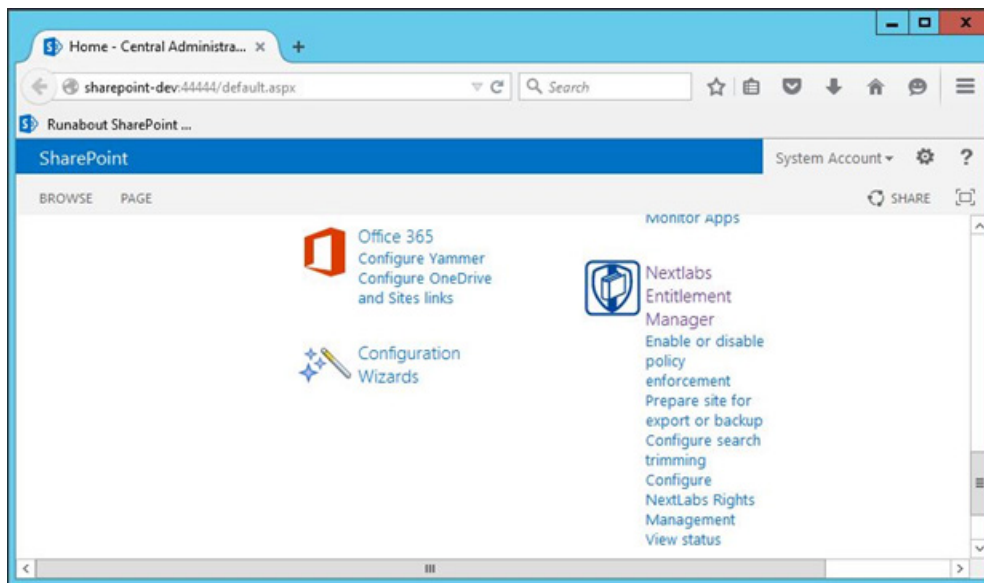 Home - Central Administra... ×
+
sharepoint-dev:44444/default.aspx
Search
Runabout SharePoint ...
SharePoint
System Account
?
BROWSE PAGE
SHARE
Monitor Apps
Office 365
Configure Yammer
Configure OneDrive
and Sites links
Configuration
Wizards
Nextlabs
Entitlement
Manager
Enable or disable
policy
enforcement
Prepare site for
export or backup
Configure search
trimming
Configure
NextLabs Rights
Management
View status